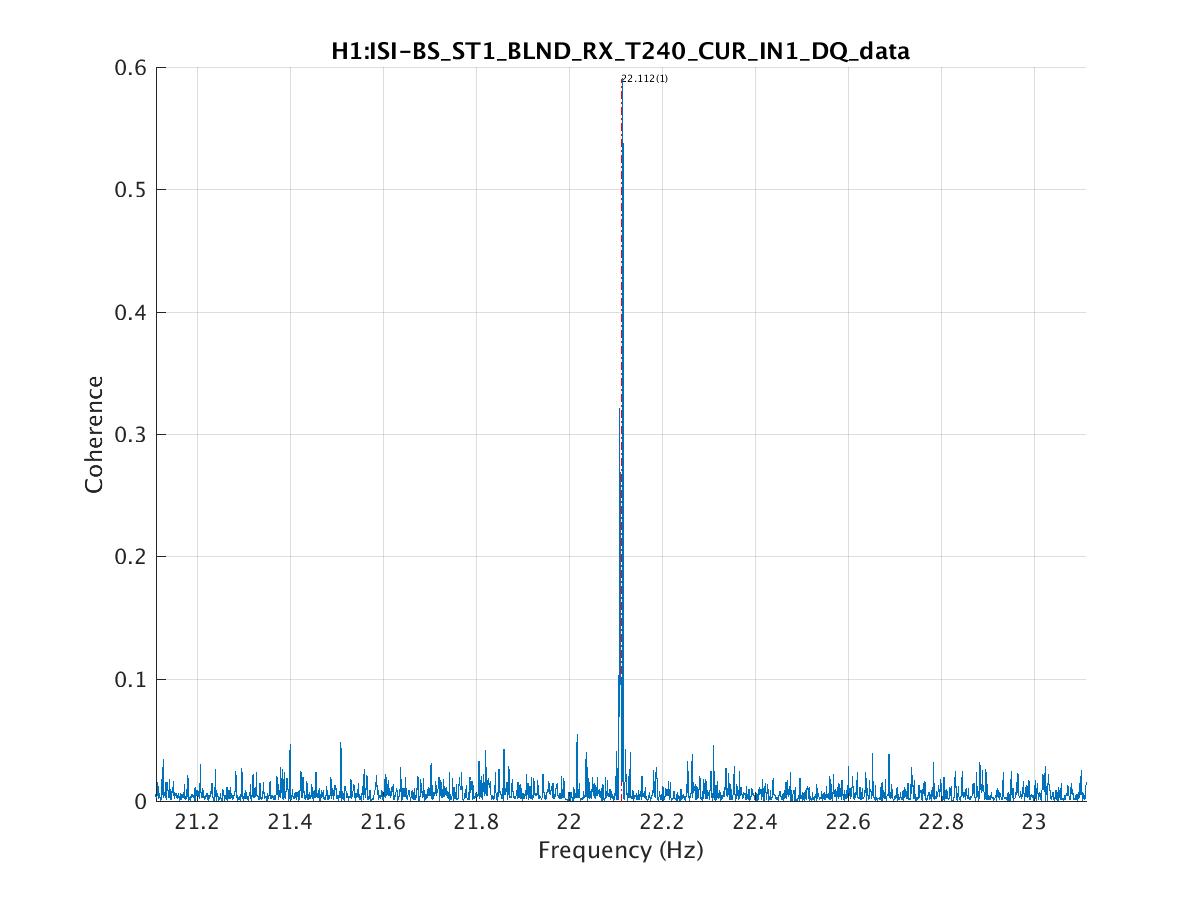 H1:ISI-BS_ST1_BLND_RX_T240_CUR_IN1_DQ_data
22.112(1)
0.6
0.5
0.4
0.3
0.2
0.1
0
Coherence
21.2 21.4 21.6 21.8 22 22.2 22.4 22.6 22.8 23
Frequency (Hz)